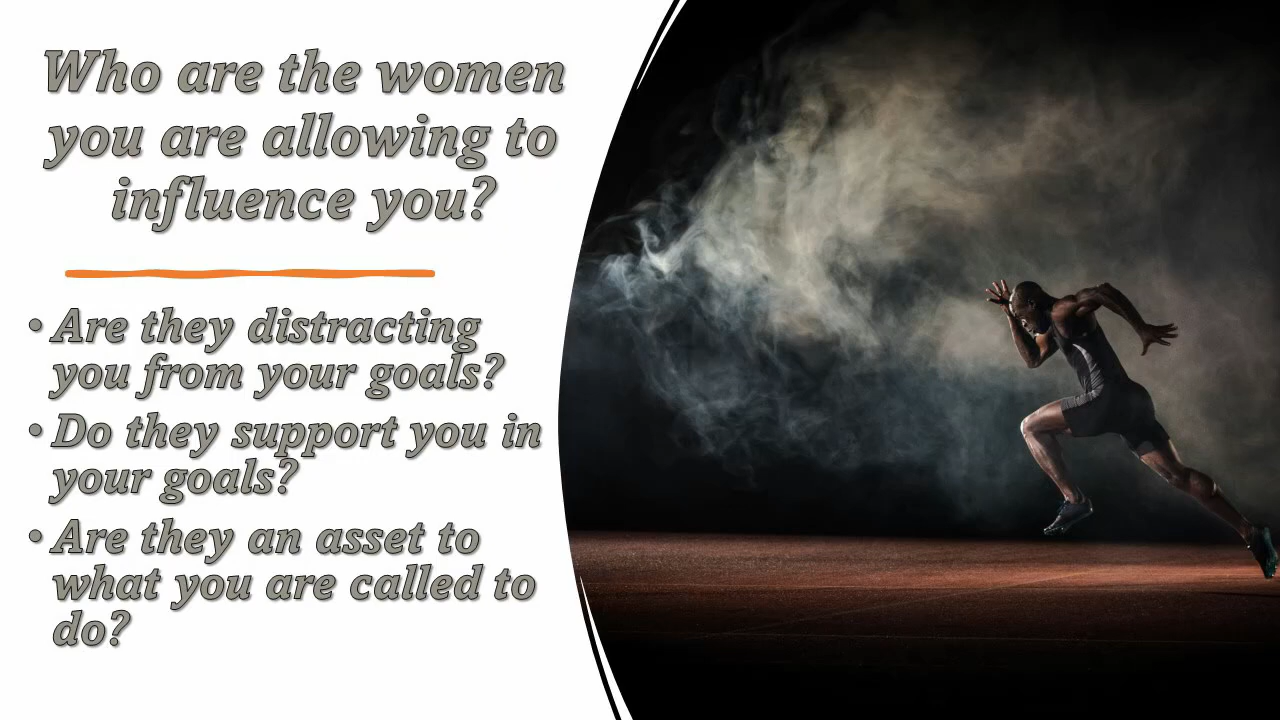 Who are the women
you are allowing to
influence you?
• Are they distracting
you from your goals?
• Do they support you in
your goals?
• Are they an asset to
what you are called to
do?